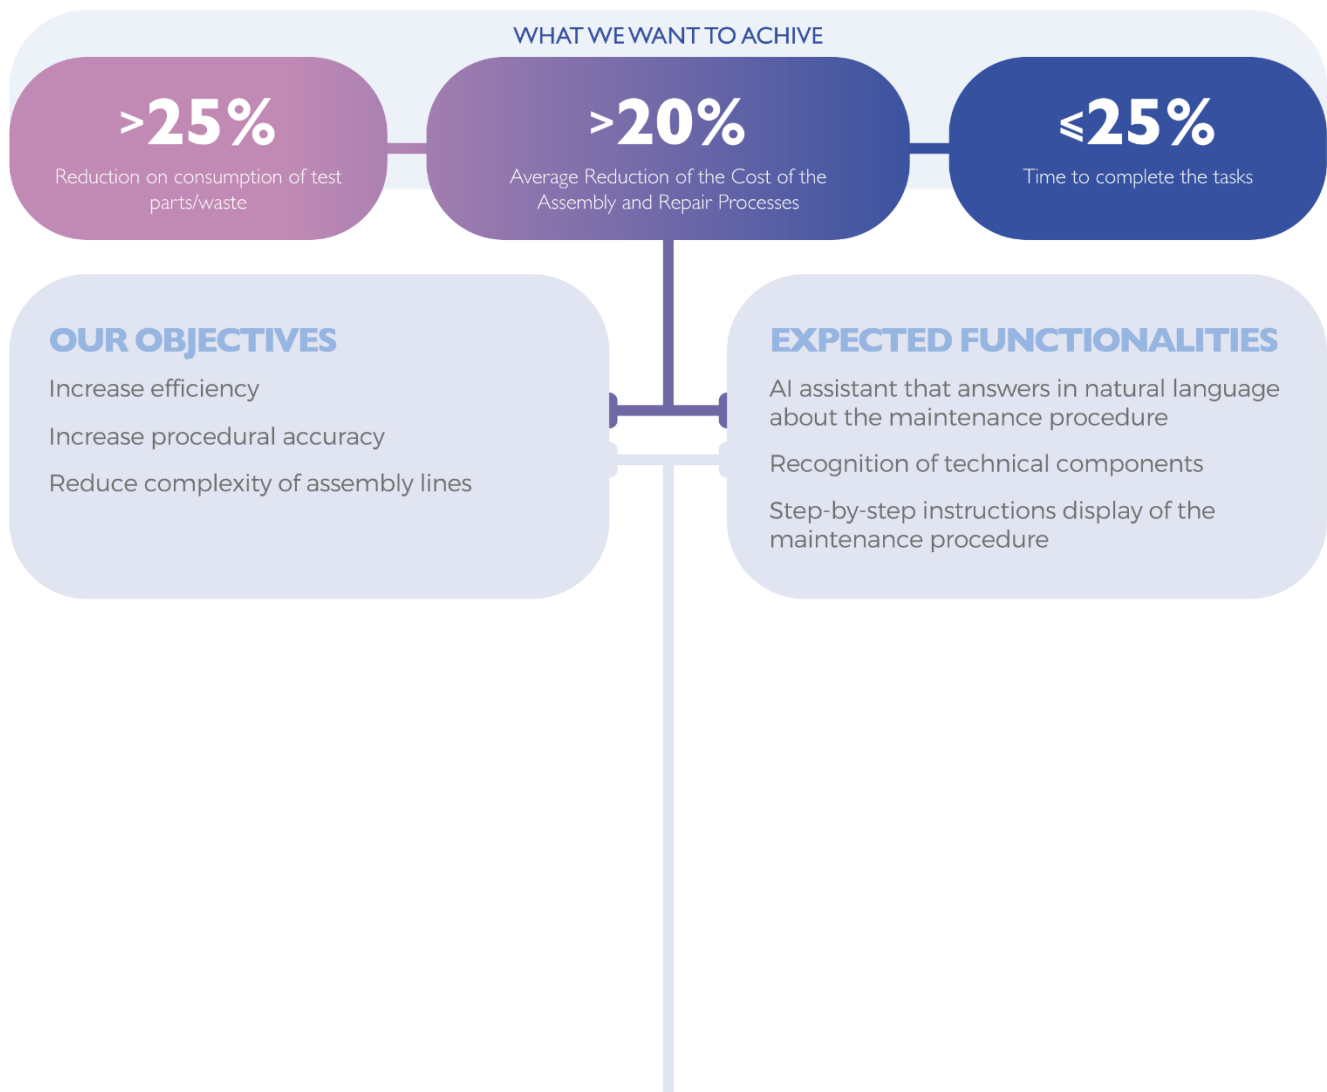 WHAT WE WANT TO ACHIVE
>25%
Reduction on consumption of test
parts/waste
>20%
Average Reduction of the Cost of the
Assembly and Repair Processes
⩽25%
Time to complete the tasks
OUR OBJECTIVES
Increase efficiency
Increase procedural accuracy
Reduce complexity of assembly lines
EXPECTED FUNCTIONALITIES
AI assistant that answers in natural language
about the maintenance procedure
Recognition of technical components
Step-by-step instructions display of the
maintenance procedure